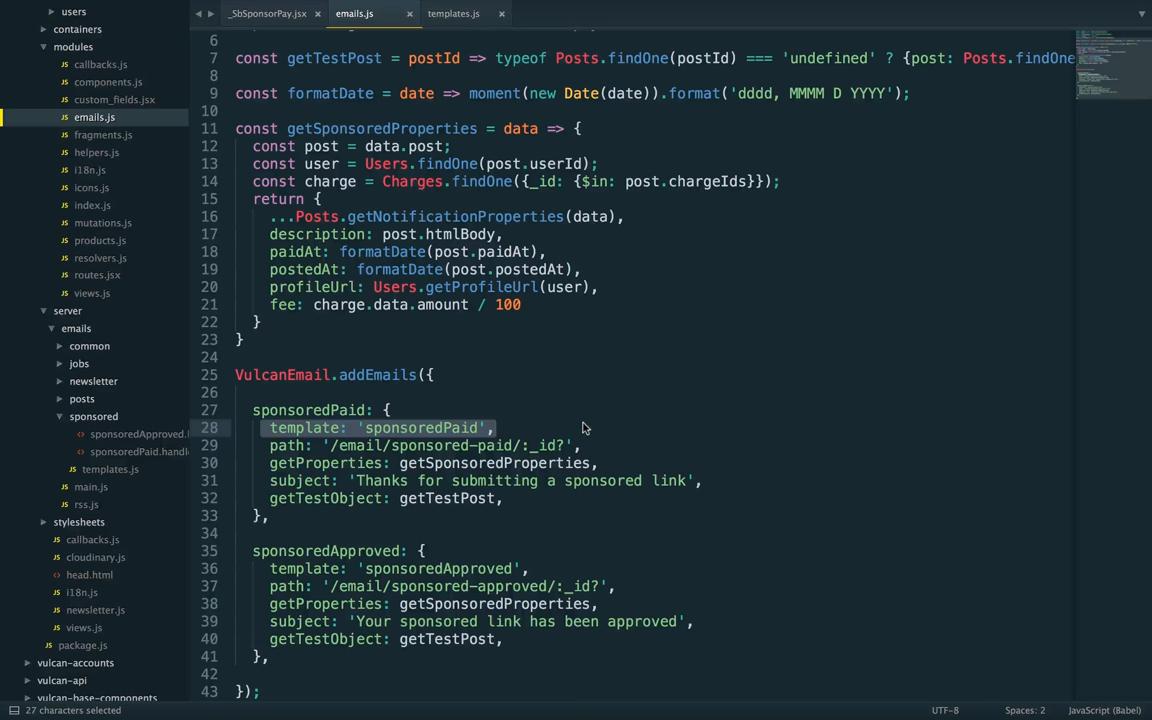 users
containers
modules
callbacks.js
components.js
custom_fields.jsx
emails.js
fragments.js
helpers.js
i18n.js
icons.js
index.js
mutations.js
products.js
resolvers.js
routes.jsx
views.js
server
emails
common
jobs
newsletter
posts
sponsored
sponsoredApproved.h
sponsoredPaid.handle
templates.js
main.js
rss.js
stylesheets
callbacks.js
cloudinary.js
head.html
i18n.js
newsletter.js
views.js
package.js
vulcan-accounts
vulcan-api
vulcan-base-components
_SbSponsorPay.jsx × emails.js × templates.js ×
6
7 const getTestPost = postId => typeof Posts.findOne(postId) === 'undefined' ? {post: Posts.findOne
8
9 const formatDate = date => moment(new Date(date)).format('dddd, MMMM D YYYY');
10
11 const getSponsoredProperties = data => {
12 const post = data.post;
13 const user = Users.findOne(post.userId);
14 const charge = Charges.findOne({_id: {$in: post.chargeIds}});
15 return {
16 ...Posts.getNotificationProperties(data),
17 description: post.htmlBody,
18 paidAt: formatDate(post.paidAt),
19 postedAt: formatDate(post.postedAt),
20 profileUrl: Users.getProfileUrl(user),
21 fee: charge.data.amount / 100
22 }
23 }
24
25 VulcanEmail.addEmails({
26
27 sponsoredPaid: {
28 template: 'sponsoredPaid',
29 path: '/email/sponsored-paid/:_id?',
30 getProperties: getSponsoredProperties,
31 subject: 'Thanks for submitting a sponsored link',
32 getTestObject: getTestPost,
33 },
34
35 sponsoredApproved: {
36 template: 'sponsoredApproved',
37 path: '/email/sponsored-approved/:_id?',
38 getProperties: getSponsoredProperties,
39 subject: 'Your sponsored link has been approved',
40 getTestObject: getTestPost,
41 },
42
43 });
27 characters selected UTF-8 Spaces: 2 JavaScript (Babel)